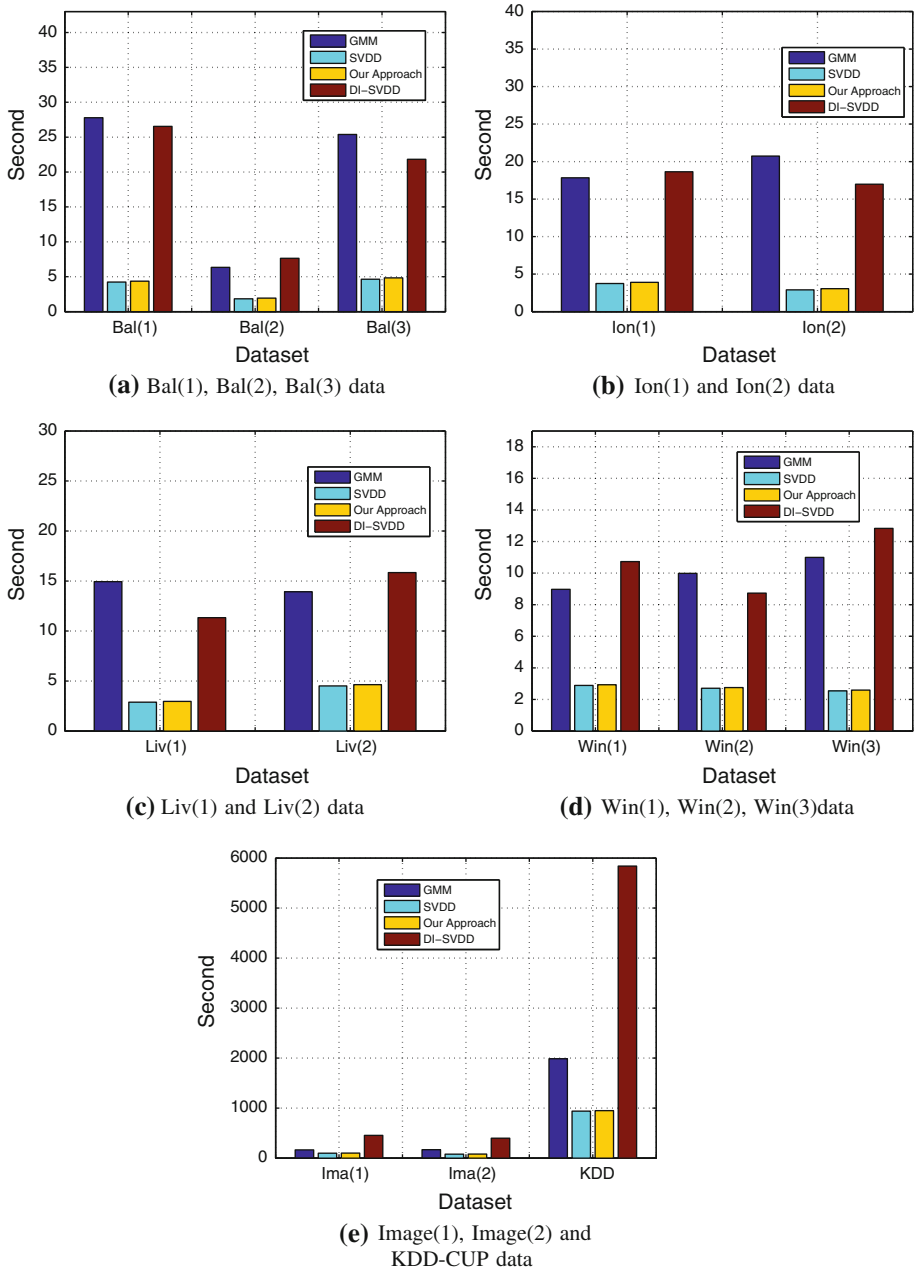 40
35
30
25
20
15
10
5
0
Second
GMM
SVDD
Our Approach
DI-SVDD
Bal(1) Bal(2) Bal(3)
Dataset
(a) Bal(1), Bal(2), Bal(3) data
40
35
30
25
20
15
10
5
0
Second
GMM
SVDD
Our Approach
DI-SVDD
Ion(1) Ion(2)
Dataset
(b) Ion(1) and Ion(2) data
30
25
20
15
10
5
0
Second
GMM
SVDD
Our Approach
DI-SVDD
Liv(1) Liv(2)
Dataset
(c) Liv(1) and Liv(2) data
18
16
14
12
10
8
6
4
2
0
Second
GMM
SVDD
Our Approach
DI-SVDD
Win(1) Win(2) Win(3)
Dataset
(d) Win(1), Win(2), Win(3)data
6000
5000
4000
3000
2000
1000
0
Second
GMM
SVDD
Our Approach
DI-SVDD
Ima(1) Ima(2) KDD
Dataset
(e) Image(1), Image(2) and
KDD-CUP data